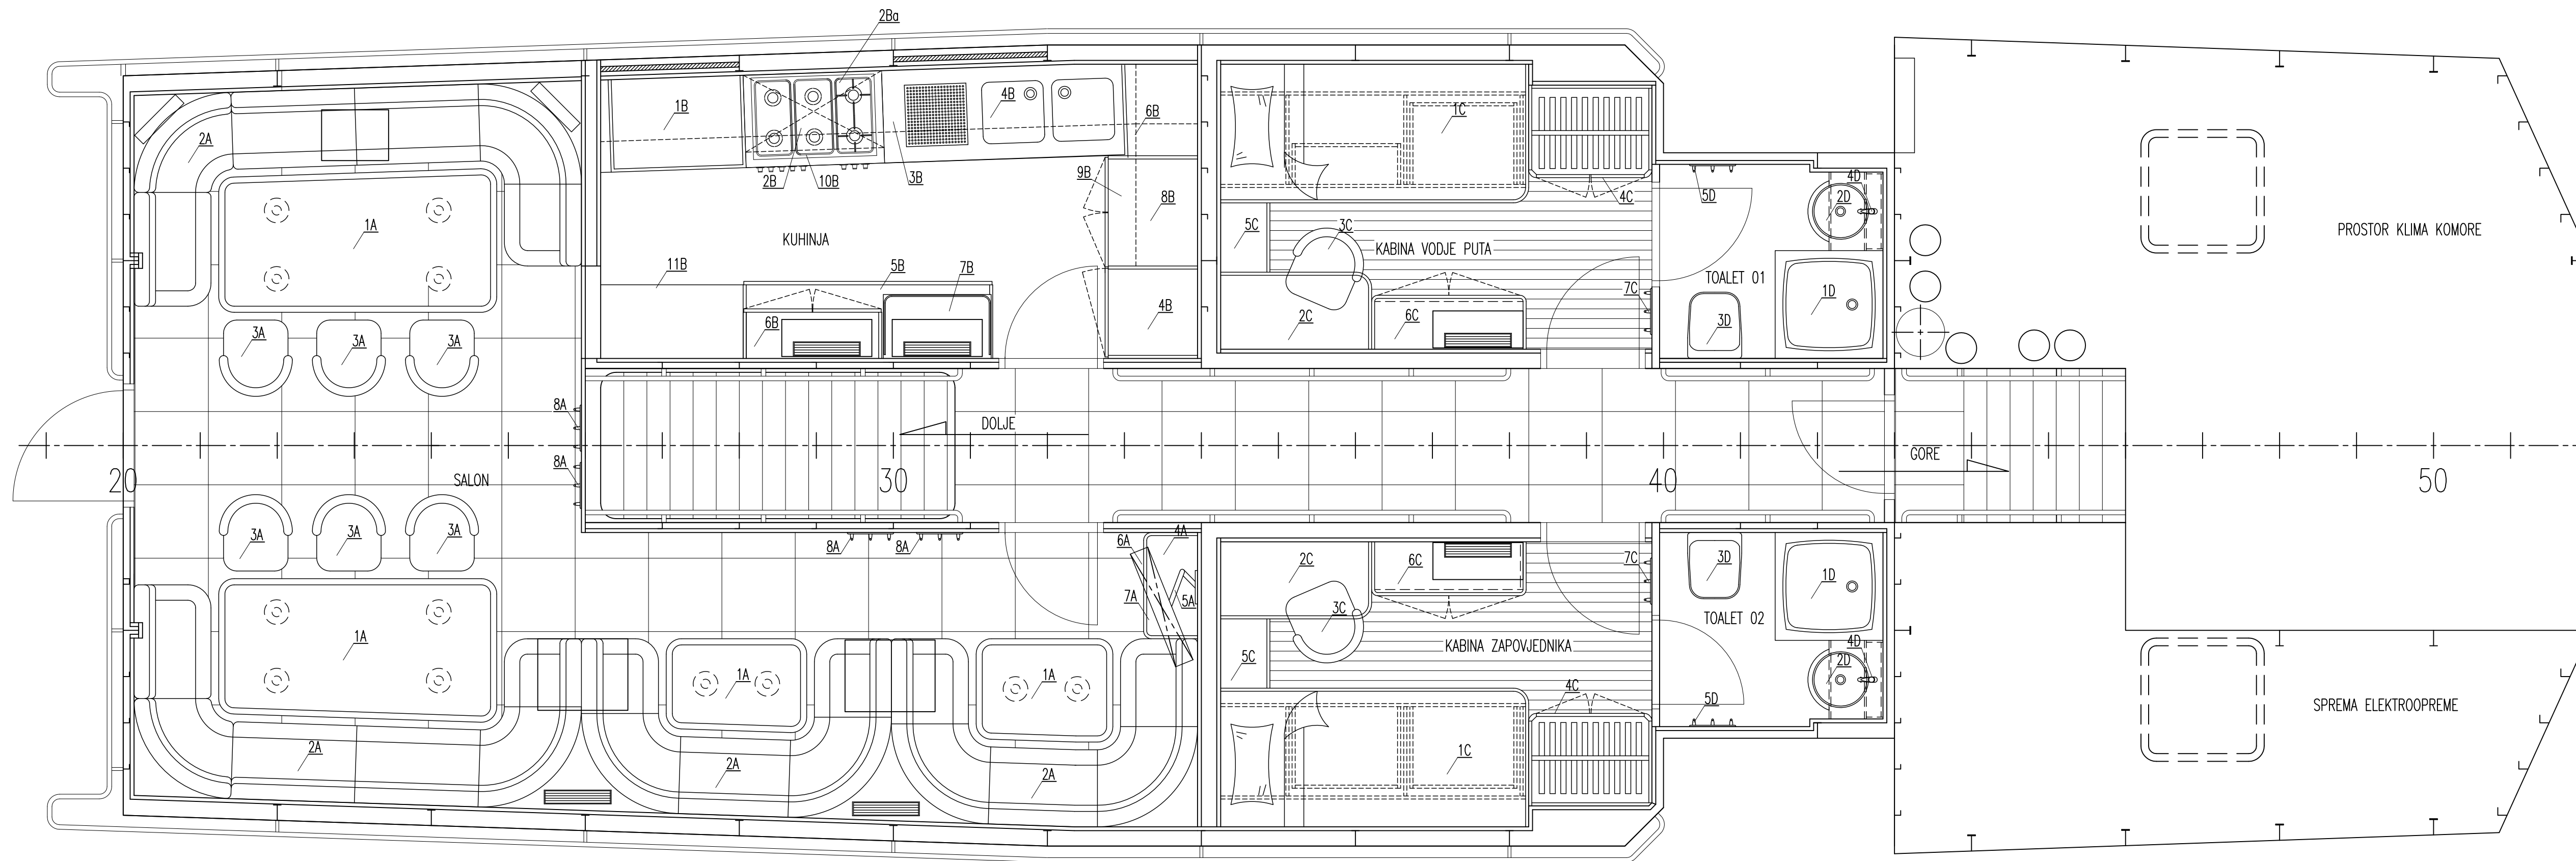 2Ba
1B
4B
6B
1C
2A
2B
10B
3B
9B
8B
4C
5D
4D
2D
1A
5C
3C
KUHINJA
KABINA VODJE PUTA
PROSTOR KLIMA KOMORE
11B
5B
7B
TOALET 01
7C
1D
6B
4B
2C
6C
3D
3A
3A
3A
8A
DOLJE
GORE
8A
20
SALON
30
40
50
3A
3A
3A
8A
8A
6A
4A
2C
6C
7C
3D
1D
7A
5A
3C
TOALET 02
1A
KABINA ZAPOVJEDNIKA
4D
5C
2D
1A
1A
4C
5D
SPREMA ELEKTROOPREME
2A
2A
2A
1C